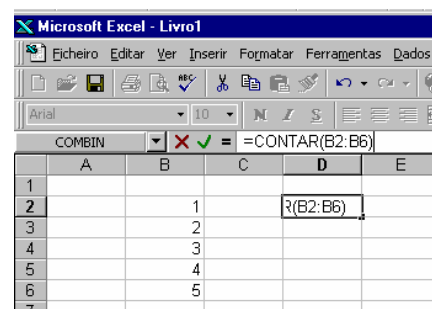 Microsoft Excel - Livro1
Ficheiro Editar Ver Inserir Formatar Ferramentas Dados
Arial 10 N I S
COMBIN = =CONTAR(B2:B6)
A B C D E
1
2 1 R(B2:B6)
3 2
4 3
5 4
6 5
7